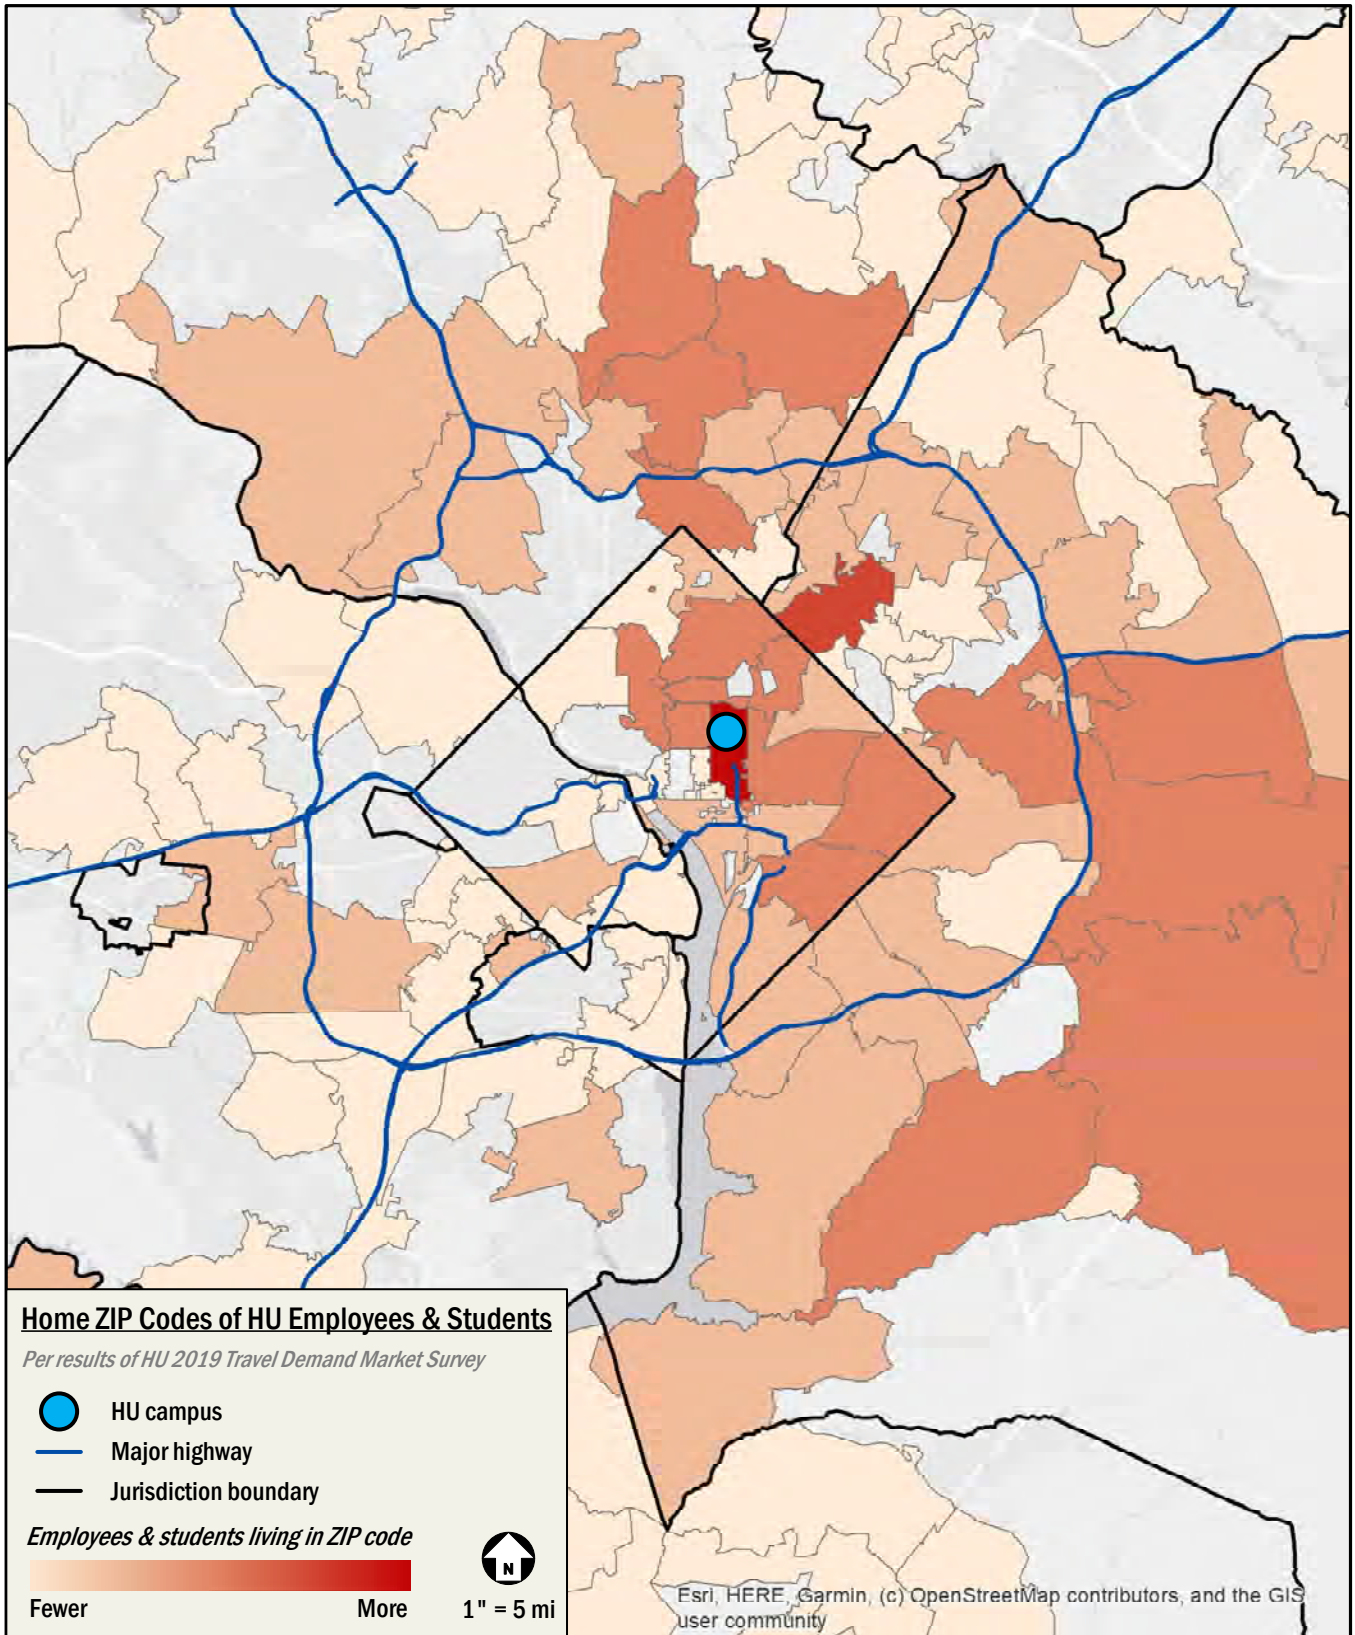 Home ZIP Codes of HU Employees & Students
Per results of HU 2019 Travel Demand Market Survey
HU campus
Major highway
Jurisdiction boundary
Employees & students living in ZIP code
Fewer
More
N
1" = 5 mi
Esri, HERE, Garmin, (c) OpenStreetMap contributors, and the GIS
user community